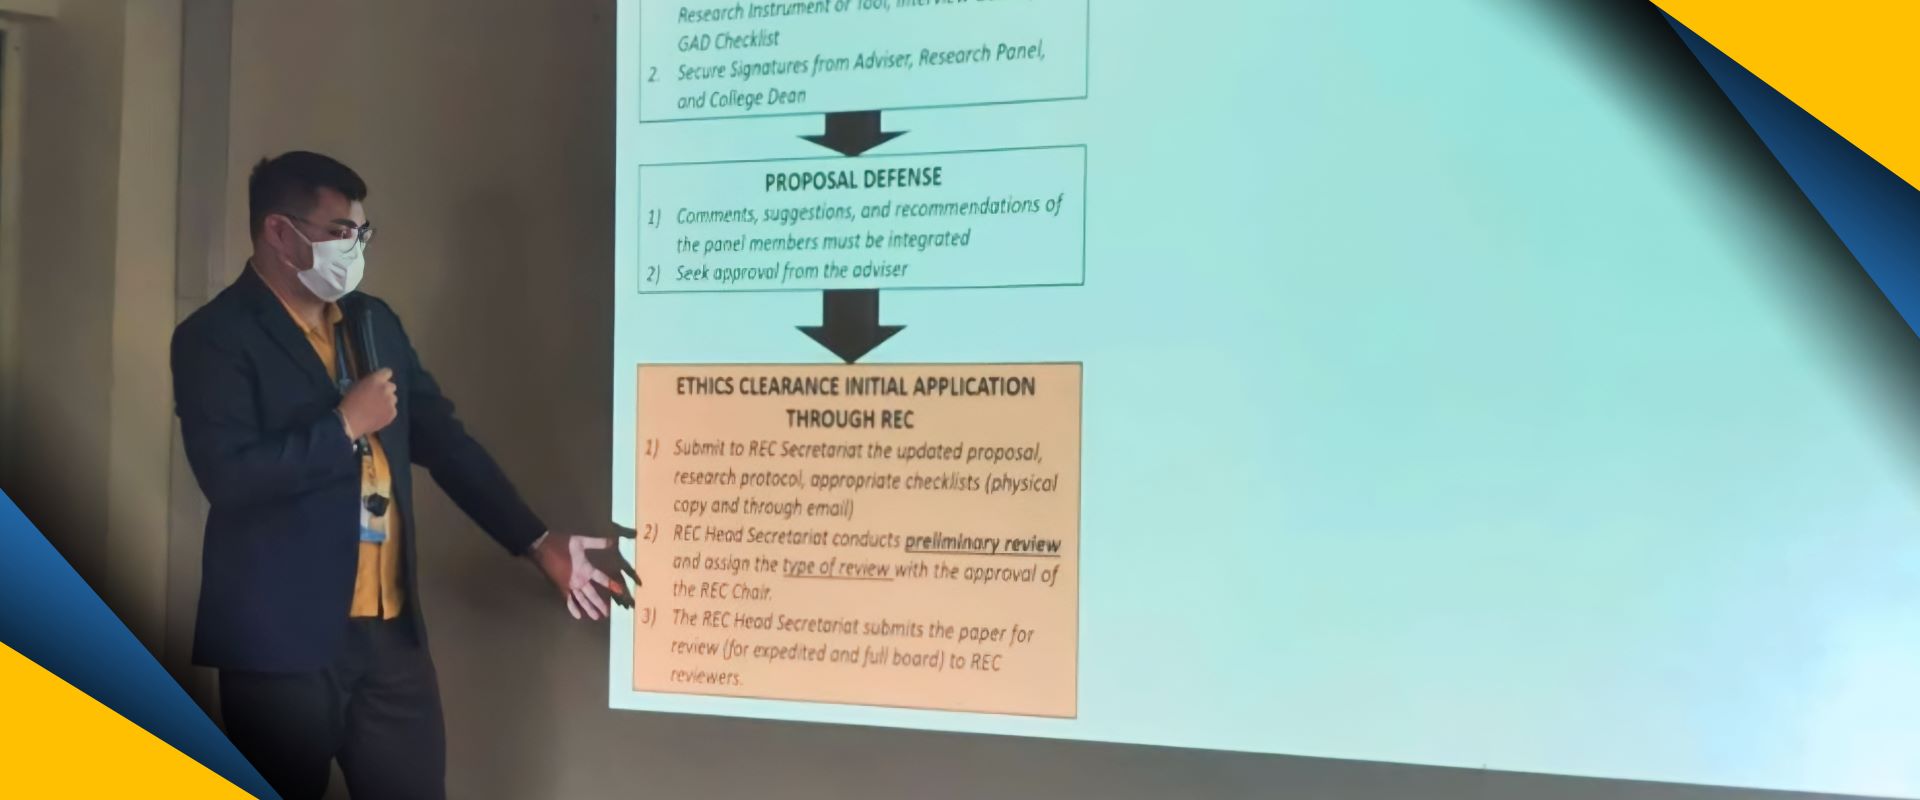 Research Instrument or Tool, Interview
GAD Checklist
2. Secure Signatures from Adviser, Research Panel,
and College Dean
PROPOSAL DEFENSE
1) Comments, suggestions, and recommendations of
the panel members must be integrated
2) Seek approval from the adviser
ETHICS CLEARANCE INITIAL APPLICATION
THROUGH REC
1) Submit to REC Secretariat the updated proposal,
research protocol, appropriate checklists (physical
copy and through email)
2) REC Head Secretariat conducts preliminary review
and assign the type of review with the approval of
the REC Chair.
3) The REC Head Secretariat submits the paper for
review (for expedited and full board) to REC
reviewers.